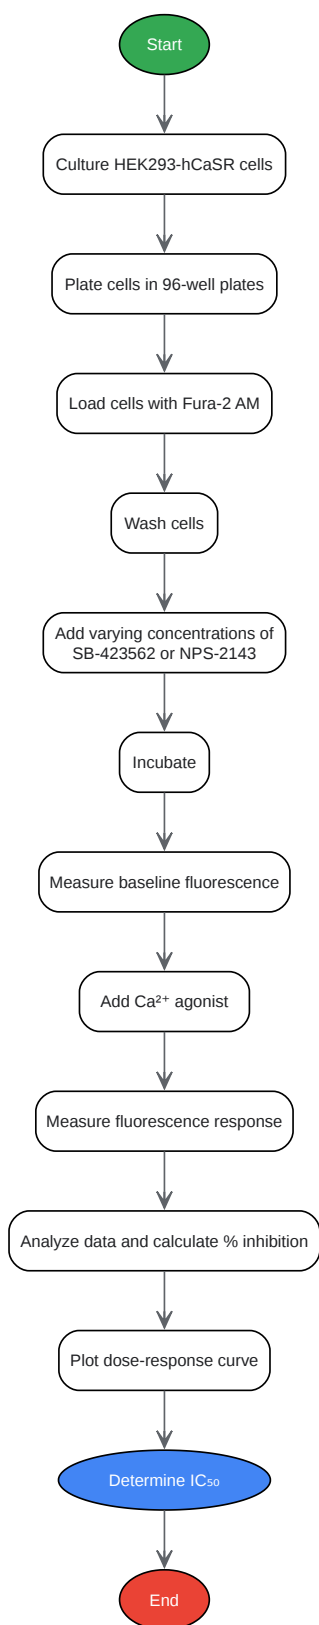 Start
Culture HEK293-hCaSR cells
Plate cells in 96-well plates
Load cells with Fura-2 AM
Wash cells
Add varying concentrations of
SB-423562 or NPS-2143
Incubate
Measure baseline fluorescence
Add Ca²⁺ agonist
Measure fluorescence response
Analyze data and calculate % inhibition
Plot dose-response curve
Determine IC₅₀
End